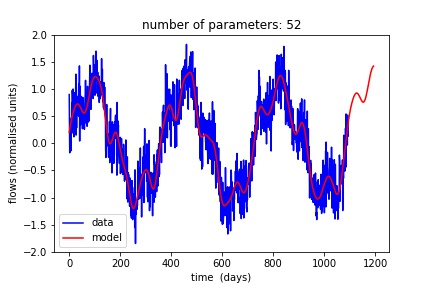 number of parameters: 52
flows (normalised units)
2.0
1.5
1.0
0.5
0.0
−0.5
−1.0
−1.5
−2.0
data
model
0 200 400 600 800 1000 1200
time (days)